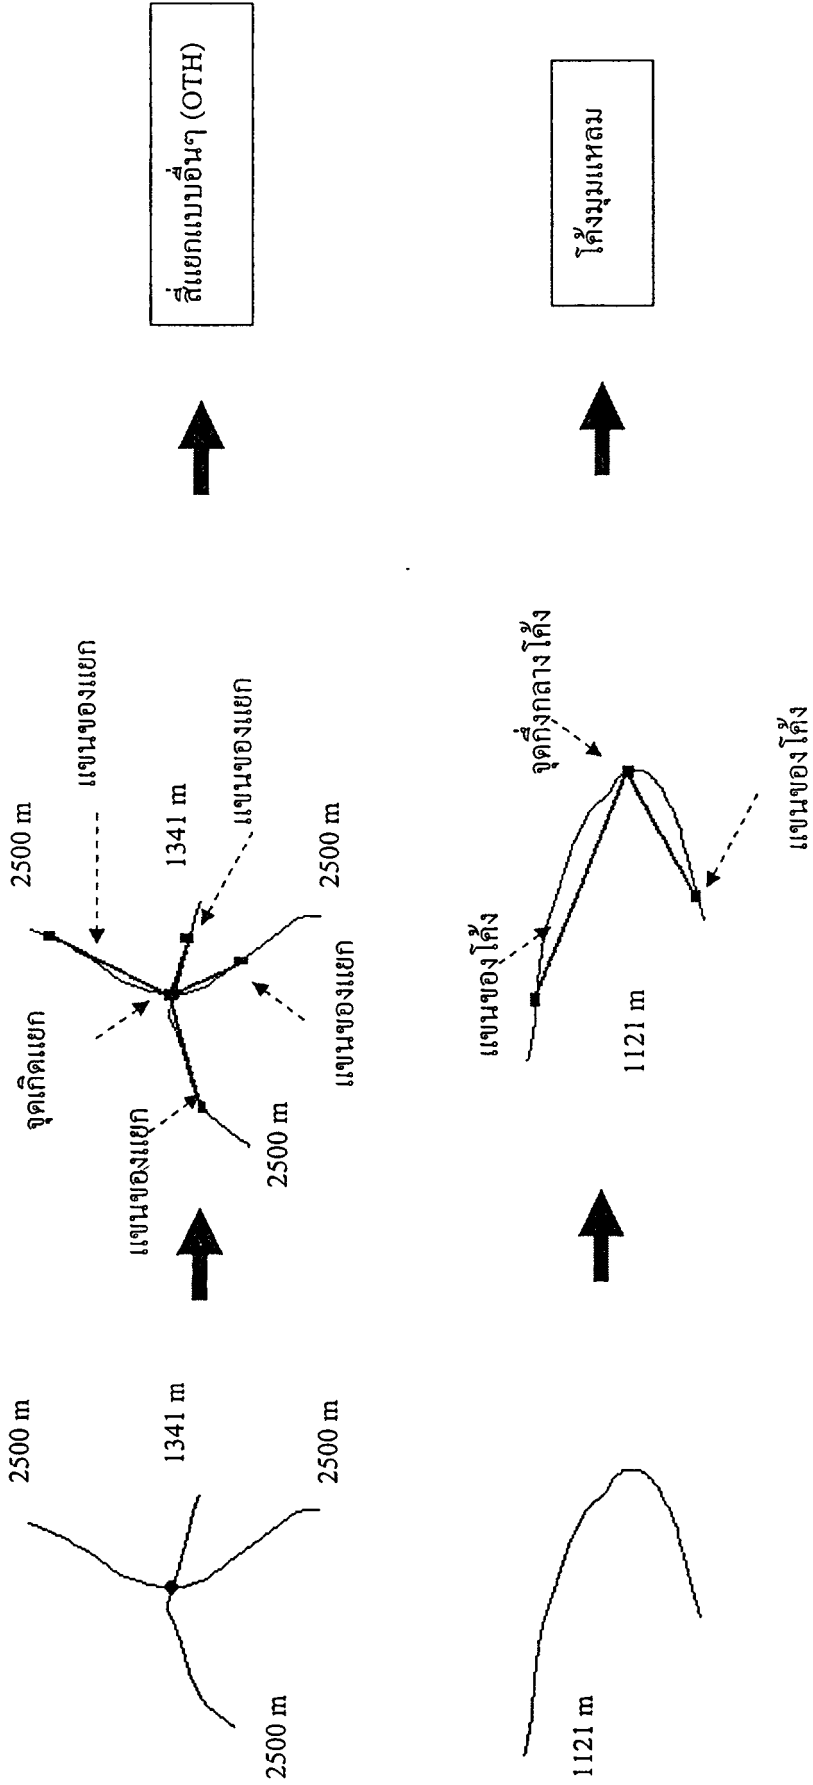 2500 m
1341 m
2500 m
2500 m
จุดเกิดแยก
แขนของแยก
2500 m
แขนของแยก
1341 m
แขนของแยก
2500 m
แขนของแยก
2500 m
สี่แยกแบบอื่นๆ (OTH)
1121 m
แขนของโค้ง
จุดกึ่งกลางโค้ง
1121 m
แขนของโค้ง
โค้งมุมแหลม